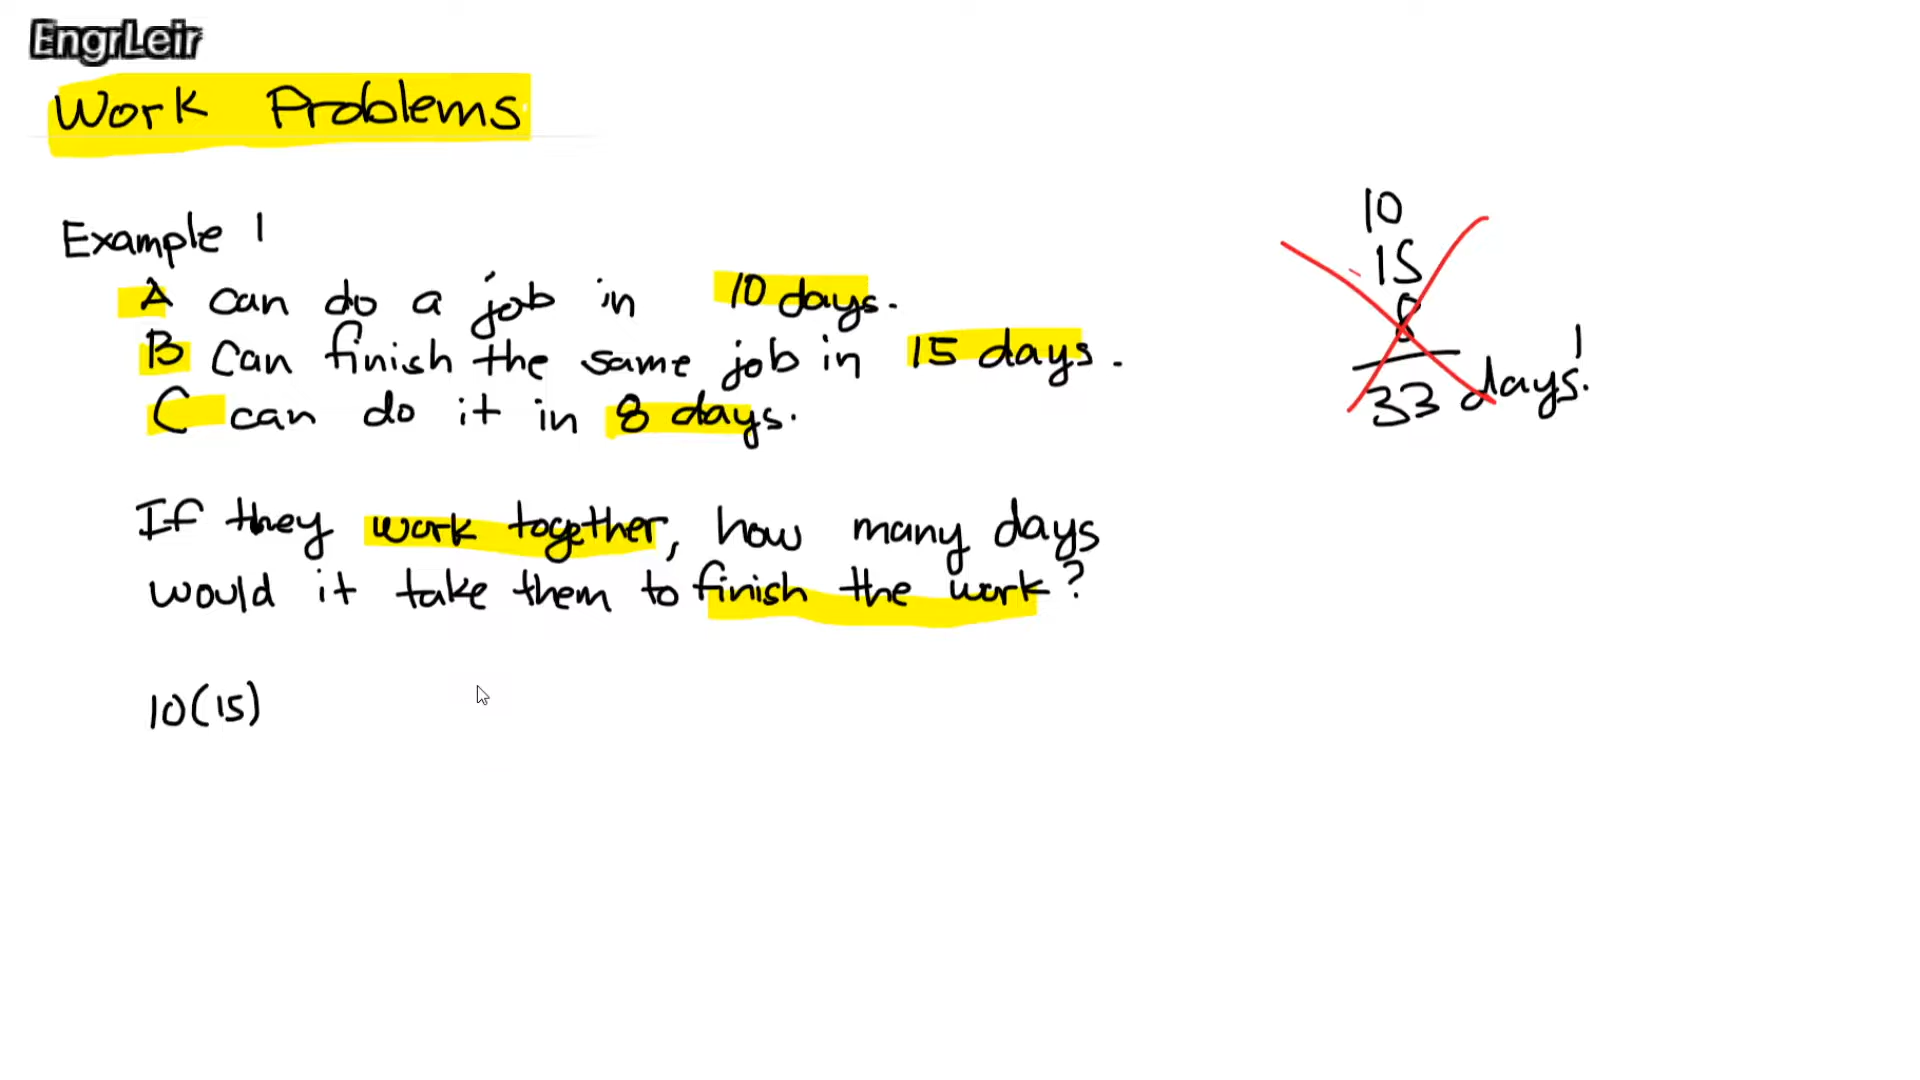 EngrLeir
Work Problems
Example 1
A can do a job in 10 days.
B can finish the same job in 15 days.
C can do it in 8 days.
If they work together, how many days
would it take them to finish the work?
10(15)
10
15
8
33 days.